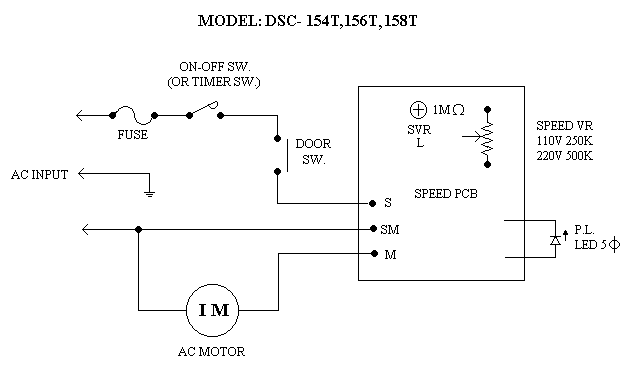 MODEL: DSC- 154T,156T,158T
ON-OFF SW.
(OR TIMER SW.)
FUSE
DOOR
SW.
AC INPUT
1MΩ
SVR
L
SPEED VR
110V 250K
220V 500K
SPEED PCB
S
SM
M
P.L.
LED 5ϕ
IM
AC MOTOR